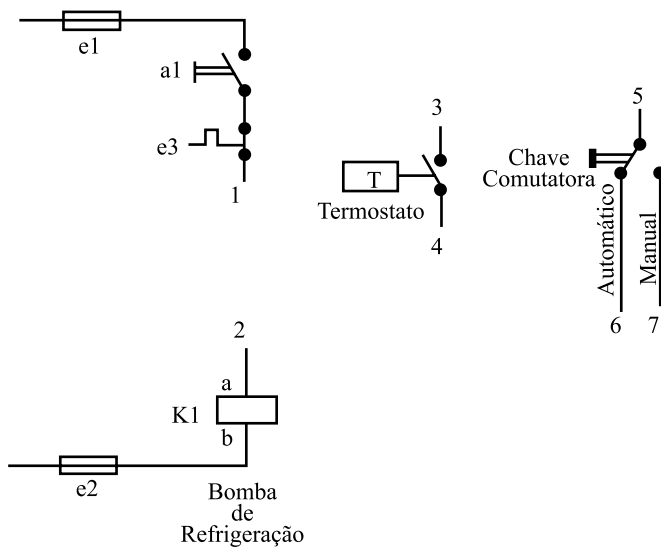 e1
a1
e3
1
3
T
Termostato
4
5
Chave
Comutatora
Automático
Manual
6
7
2
a
K1
b
e2
Bomba
de
Refrigeração